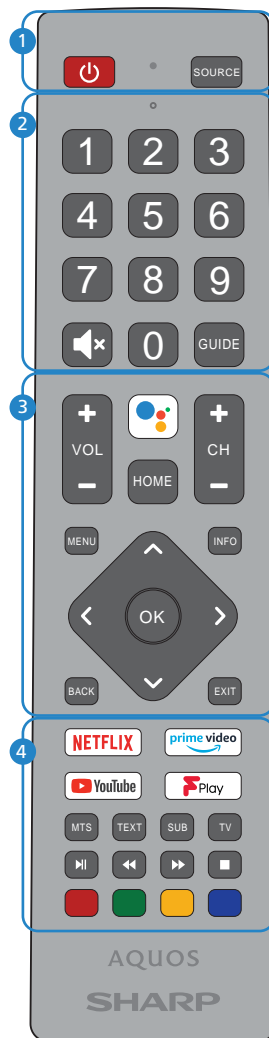 1
SOURCE
2
1 2 3
4 5 6
7 8 9
0 GUIDE
3
+ +
VOL CH
HOME
– –
MENU INFO
OK
BACK EXIT
4
NETFLIX prime video
YouTube FPlay
MTS TEXT SUB TV
AQUOS
SHARP